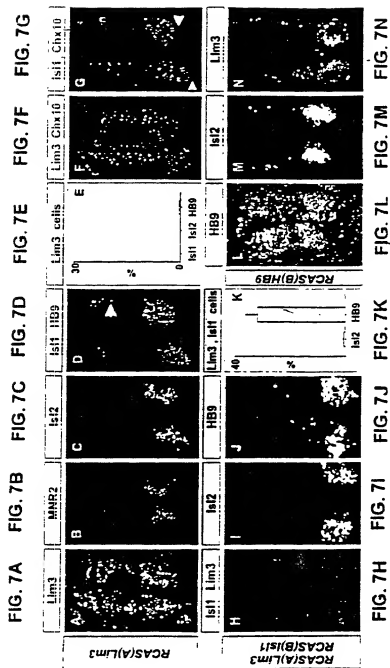 FIG. 7A
FIG. 7B
FIG. 7C
FIG. 7D
FIG. 7E
FIG. 7F
FIG. 7G
Lim3
MNR2
Isl2
Isl1 HB9
Lim3 cells
Lim3 Chx10
Isl1 Chx10
A
B
C
D
E
F
G
30
%
0
Isl1 Isl2 HB9
RCAS(A)Lim3
Isl1 Lim3
Isl2
HB9
Lim3, Isl1 cells
HB9
Isl2
Lim3
H
I
J
K
M
N
40
%
Isl2 HB9
RCAS(A)Lim3
RCAS(B)Isl1
RCAS(B)HB9
FIG. 7H
FIG. 7I
FIG. 7J
FIG. 7K
FIG. 7L
FIG. 7M
FIG. 7N